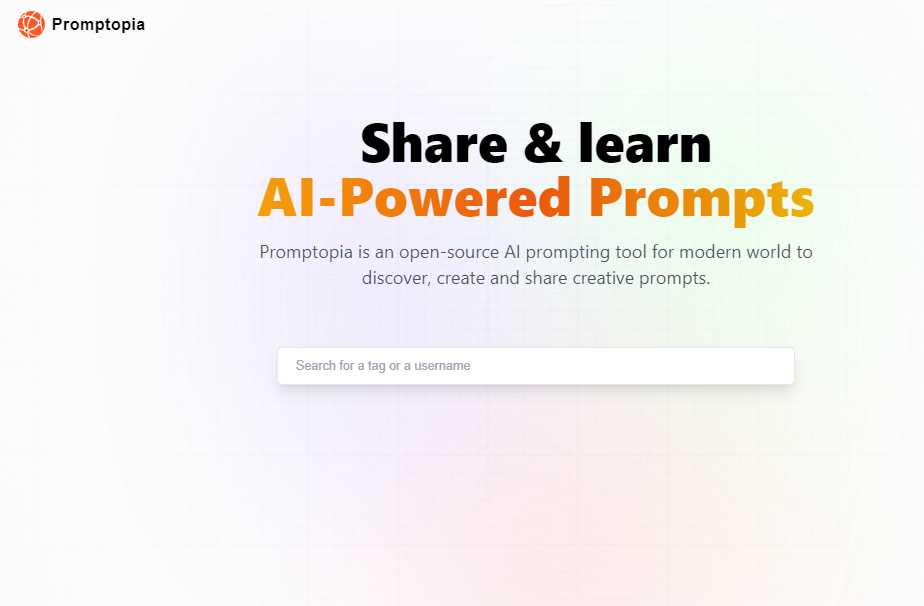 Promptopia
Share & learn
AI-Powered Prompts
Promptopia is an open-source AI prompting tool for modern world to
discover, create and share creative prompts.
Search for a tag or a username